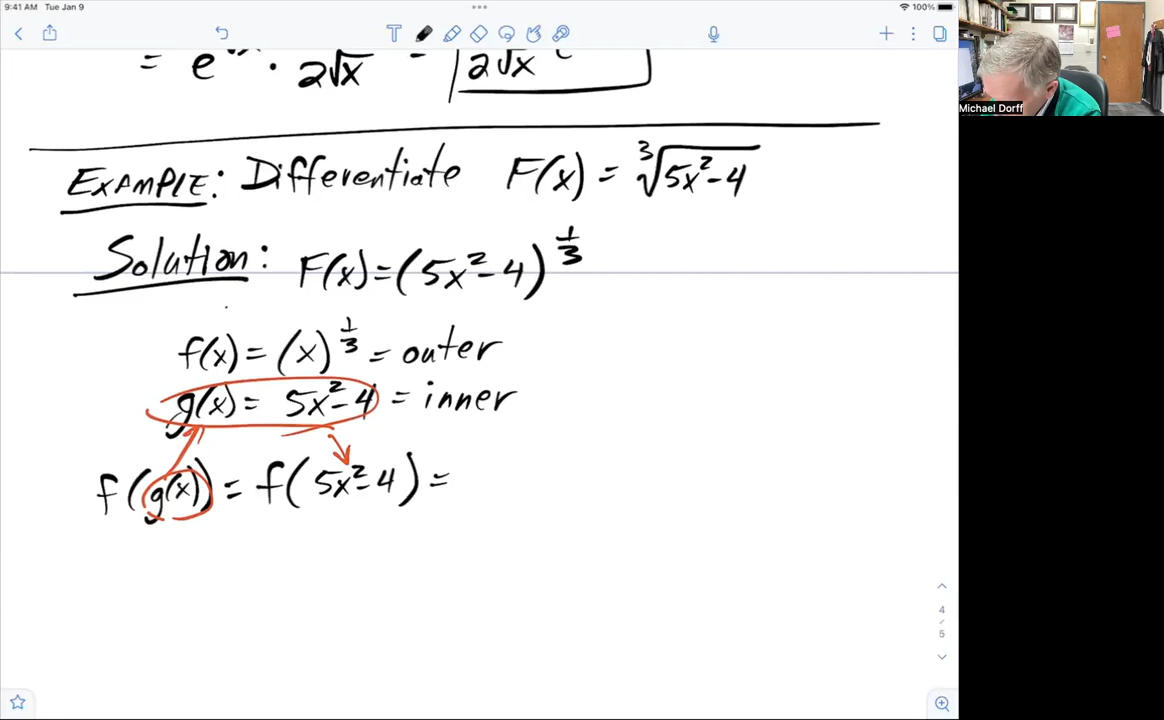 9:41 AM Tue Jan 9
100%
= e · 2√x = 2√x
Michael Dorff
EXAMPLE: Differentiate F(x) = ∛5x²-4
Solution: F(x) = (5x²-4)^1/3
f(x) = (x)^1/3 = outer
g(x) = 5x²-4 = inner
f(g(x)) = f(5x²-4) =
4
/
5